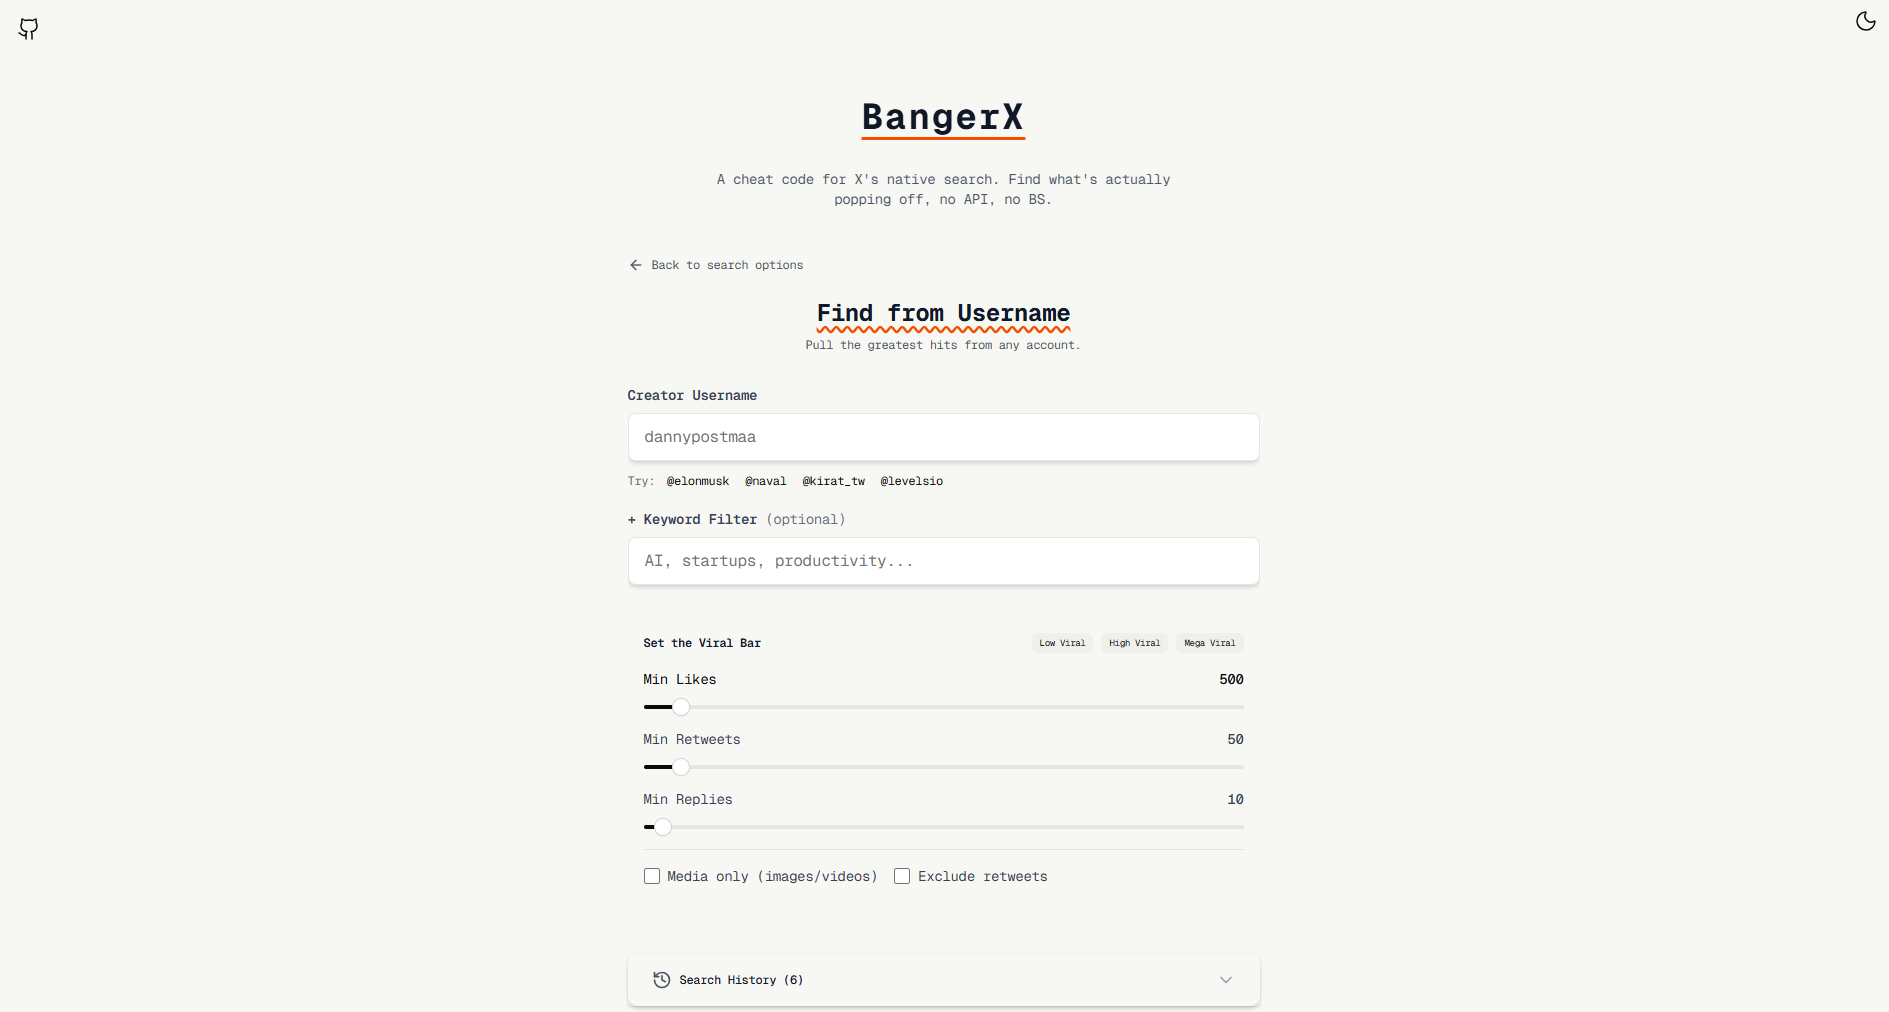 BangerX
A cheat code for X's native search. Find what's actually
popping off, no API, no BS.
Back to search options
Find from Username
Pull the greatest hits from any account.
Creator Username
dannypostmaa
Try: @elonmusk @naval @kirat_tw @levelsio
+ Keyword Filter (optional)
AI, startups, productivity...
Set the Viral Bar Low Viral High Viral Mega Viral
Min Likes 500
Min Retweets 50
Min Replies 10
Media only (images/videos) Exclude retweets
Search History (6)